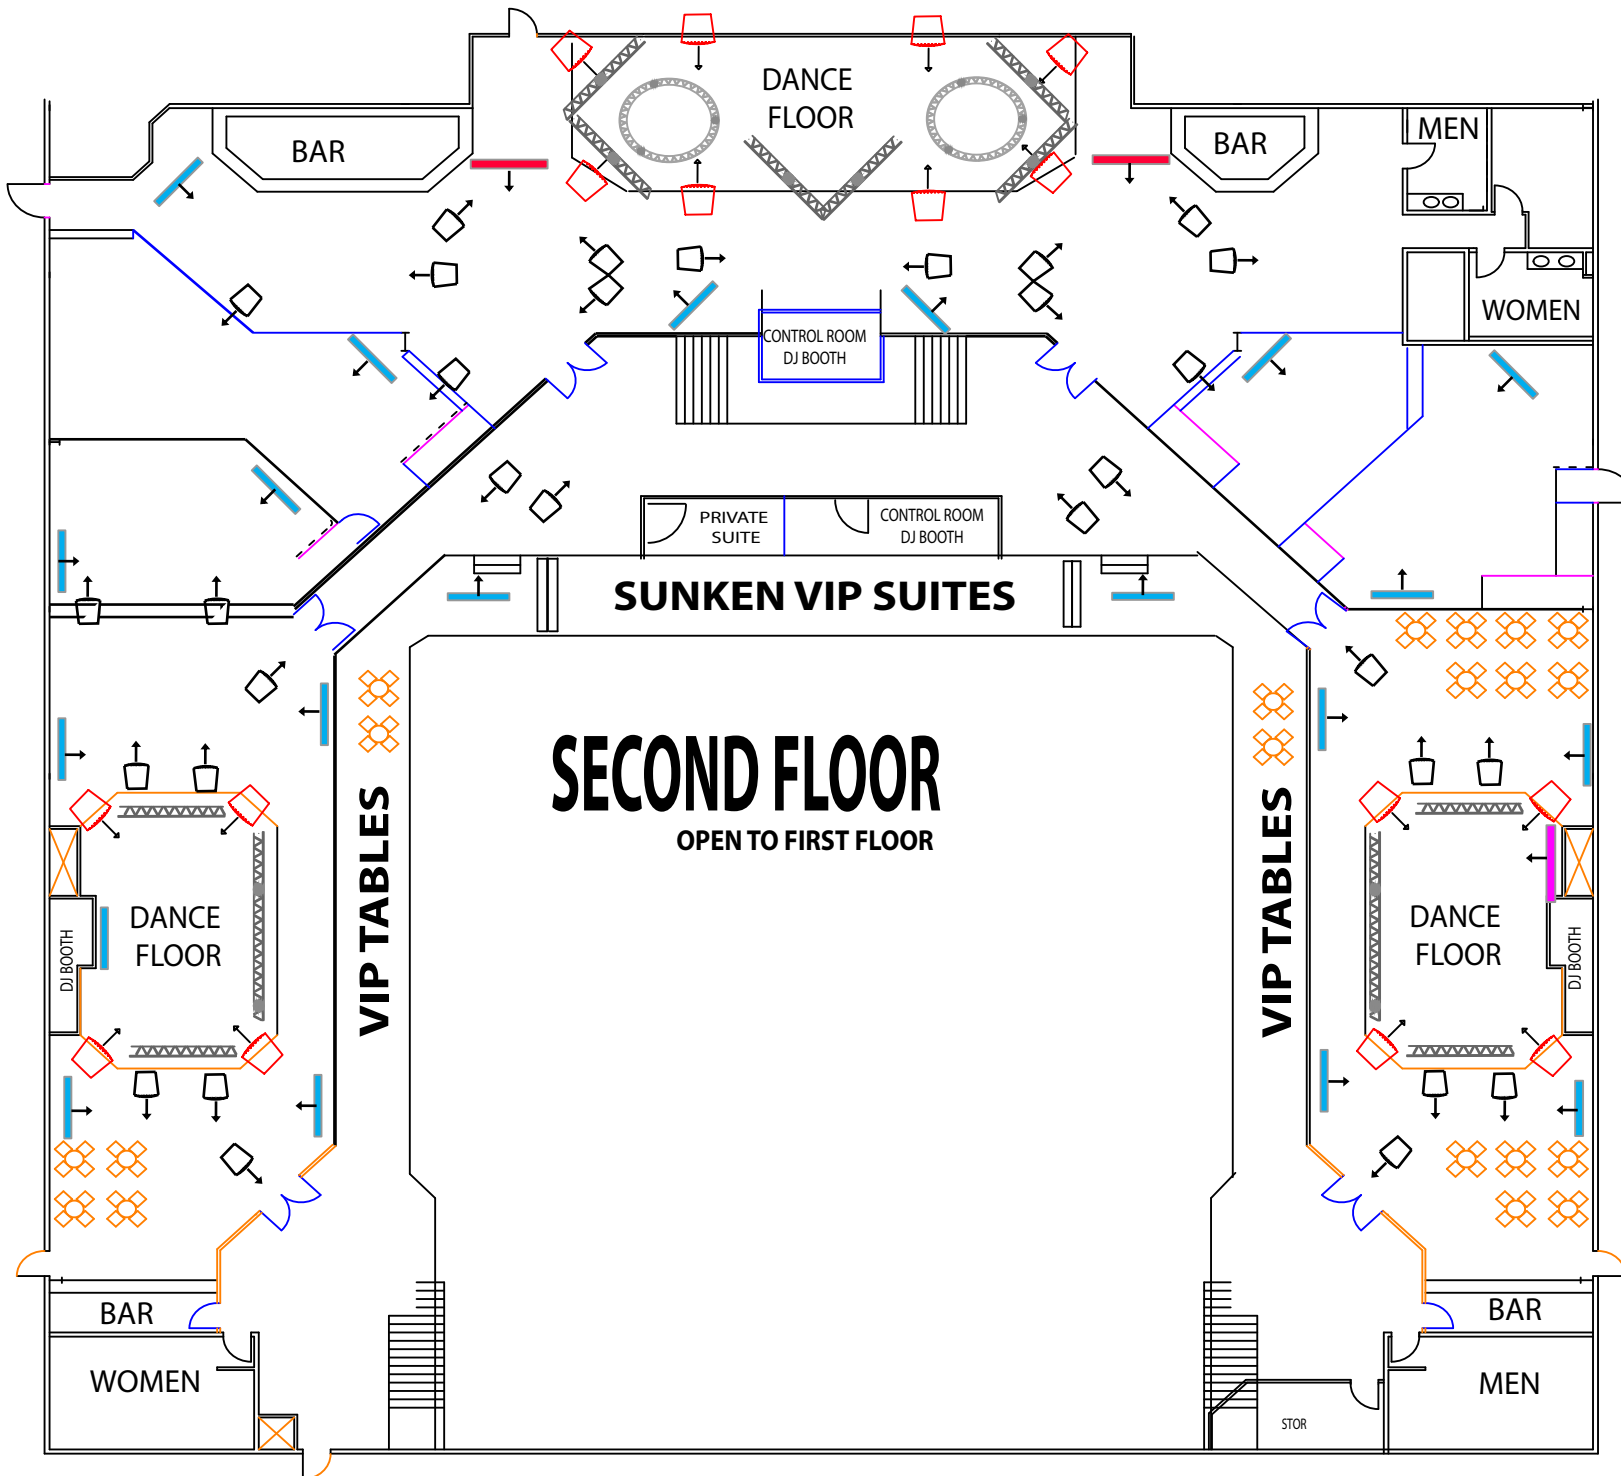 DANCE
FLOOR
BAR
BAR
MEN
WOMEN
CONTROL ROOM
DJ BOOTH
PRIVATE
SUITE
CONTROL ROOM
DJ BOOTH
SUNKEN VIP SUITES
SECOND FLOOR
OPEN TO FIRST FLOOR
VIP TABLES
VIP TABLES
DANCE
FLOOR
DJ BOOTH
DANCE
FLOOR
DJ BOOTH
BAR
BAR
WOMEN
MEN
STOR